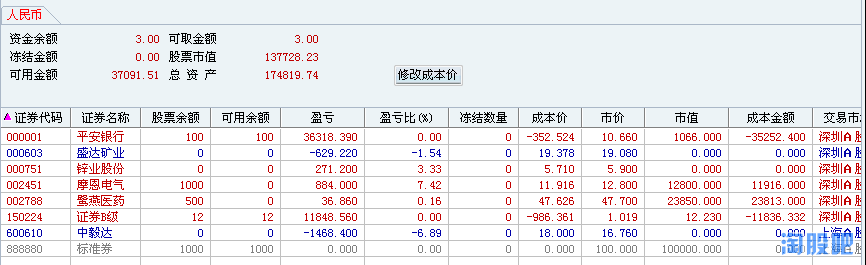 人民币
资金余额 3.00 可取金额 3.00
冻结金额 0.00 股票市值 137728.23
可用金额 37091.51 总 资 产 174819.74
修改成本价
证券代码 证券名称 股票余额 可用余额 盈亏 盈亏比(%) 冻结数量 成本价 市价 市值 成本金额 交易市
000001 平安银行 100 100 36318.390 0.00 0 -352.524 10.660 1066.000 -35252.400 深圳A
000603 盛达矿业 0 0 -629.220 -1.54 0 19.378 19.080 0.000 0.000 深圳A
000751 锌业股份 0 0 271.200 3.33 0 5.710 5.900 0.000 0.000 深圳A
002451 摩恩电气 1000 0 884.000 7.42 0 11.916 12.800 12800.000 11916.000 深圳A
002788 鹭燕医药 500 0 36.860 0.16 0 47.626 47.700 23850.000 23813.000 深圳A
150224 证券B级 12 12 11848.560 0.00 0 -986.361 1.019 12.230 -11836.332 深圳A
600610 中毅达 0 0 -1468.400 -6.89 0 18.000 16.760 0.000 0.000 上海A
888880 标准券 1000 1000 0.000 0.00 0 0.000 100.000 100000.000 0.000
淘股吧